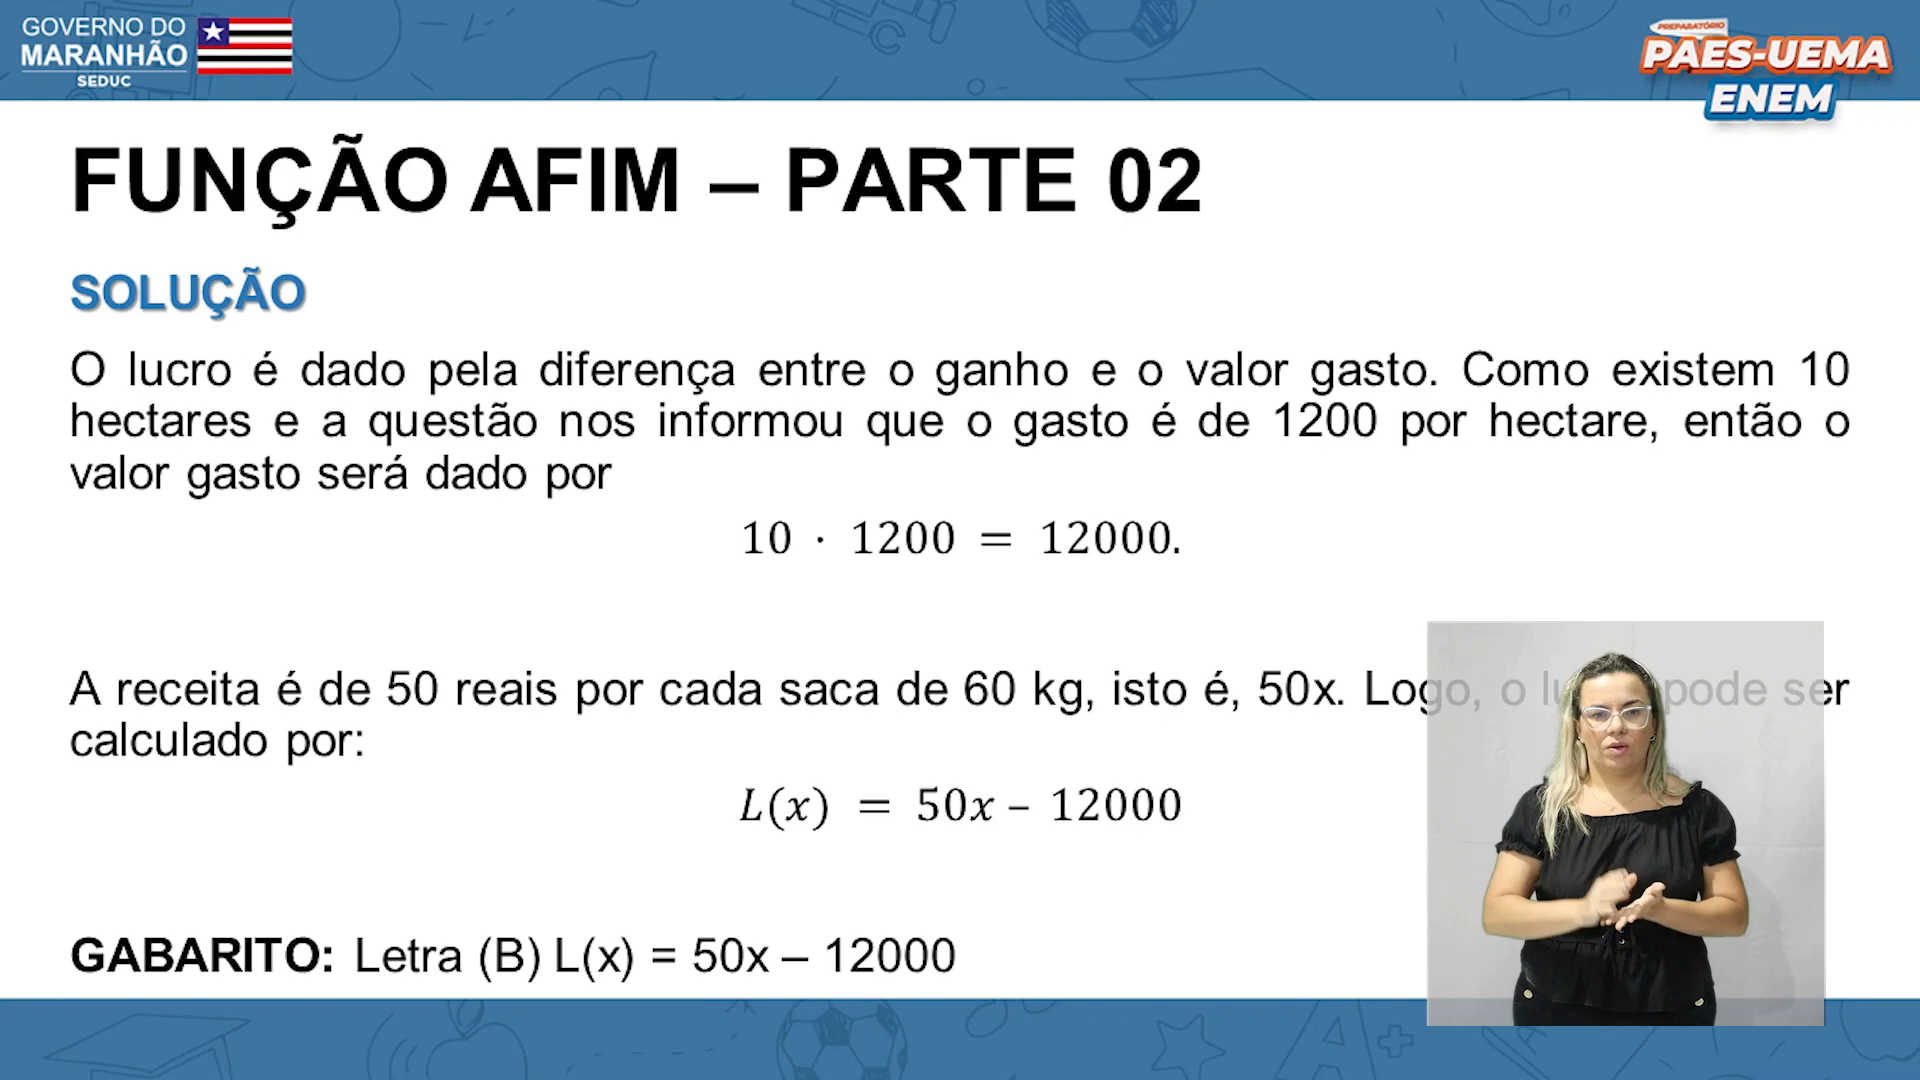 GOVERNO DO
MARANHÃO
SEDUC
PREPARATÓRIO
PAES-UEMA
ENEM
FUNÇÃO AFIM – PARTE 02
SOLUÇÃO
O lucro é dado pela diferença entre o ganho e o valor gasto. Como existem 10
hectares e a questão nos informou que o gasto é de 1200 por hectare, então o
valor gasto será dado por
10 · 1200 = 12000.
A receita é de 50 reais por cada saca de 60 kg, isto é, 50x. Logo, o pode ser
calculado por:
L(x) = 50x – 12000
GABARITO: Letra (B) L(x) = 50x – 12000
A+